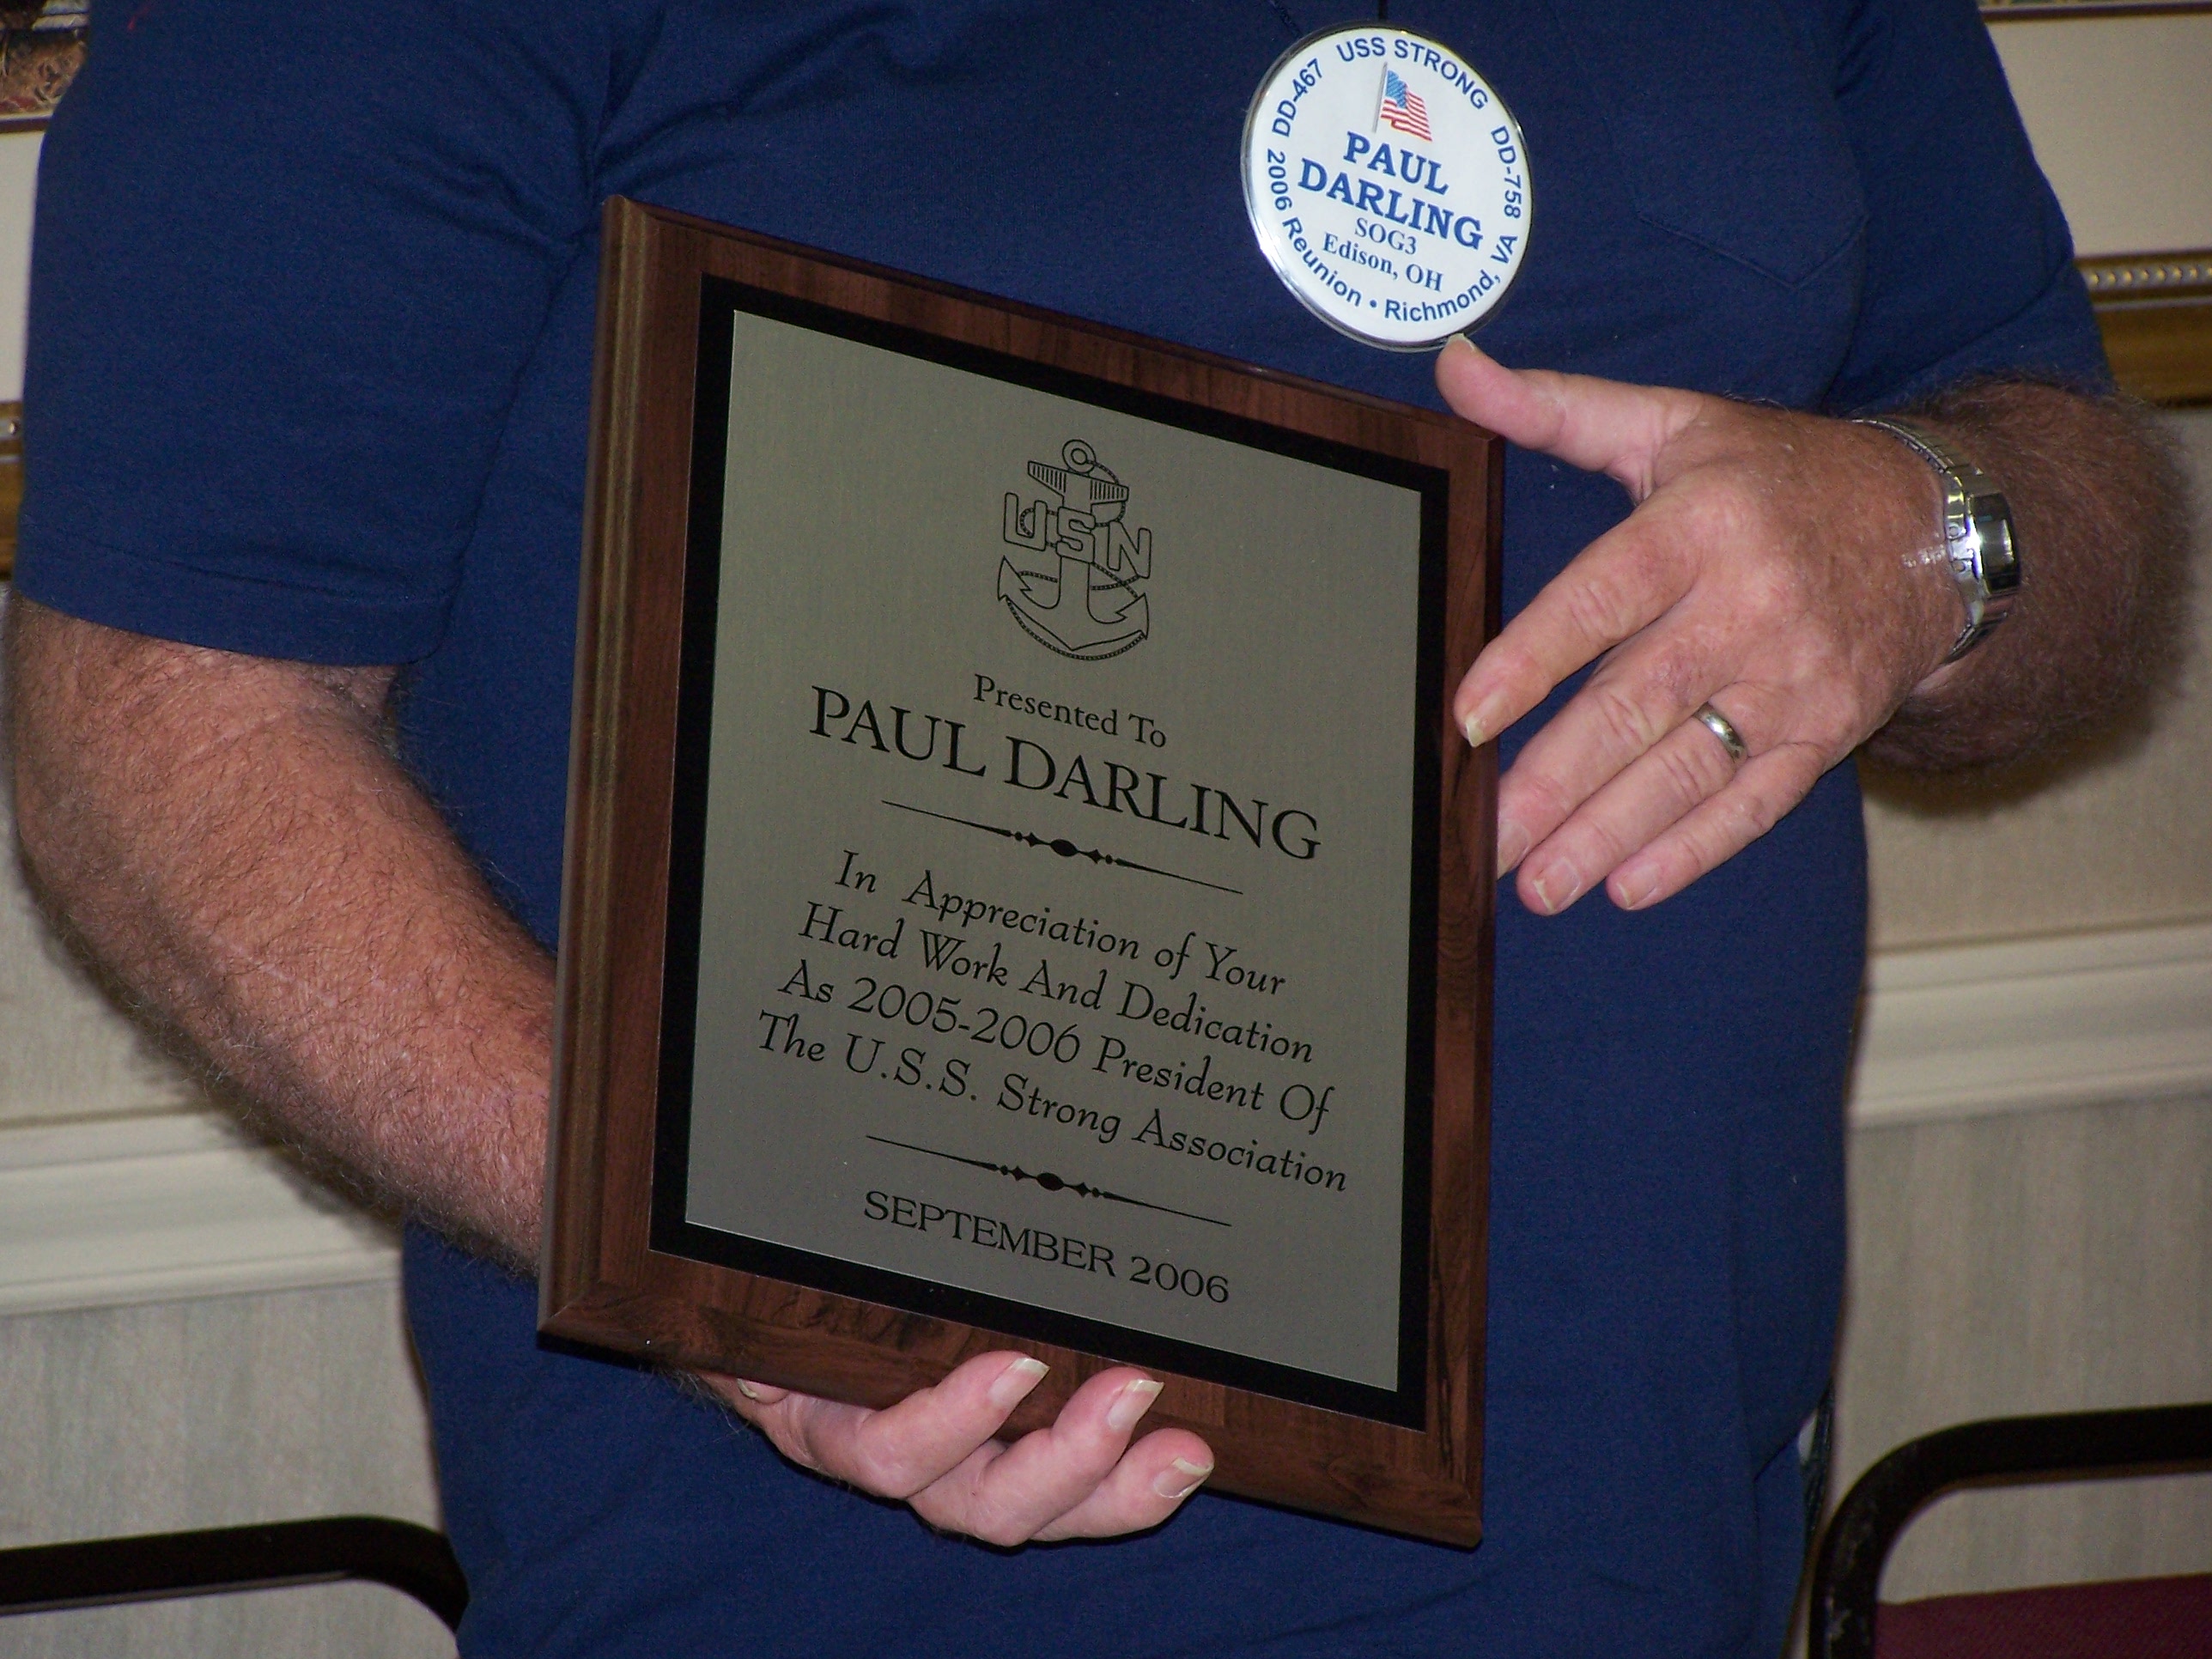 USS STRONG
DD-467
DD-758
PAUL
DARLING
SOG3
Edison, OH
2006 Reunion • Richmond, VA
USN
Presented To
PAUL DARLING
In Appreciation of Your
Hard Work And Dedication
As 2005-2006 President Of
The U.S.S. Strong Association
SEPTEMBER 2006